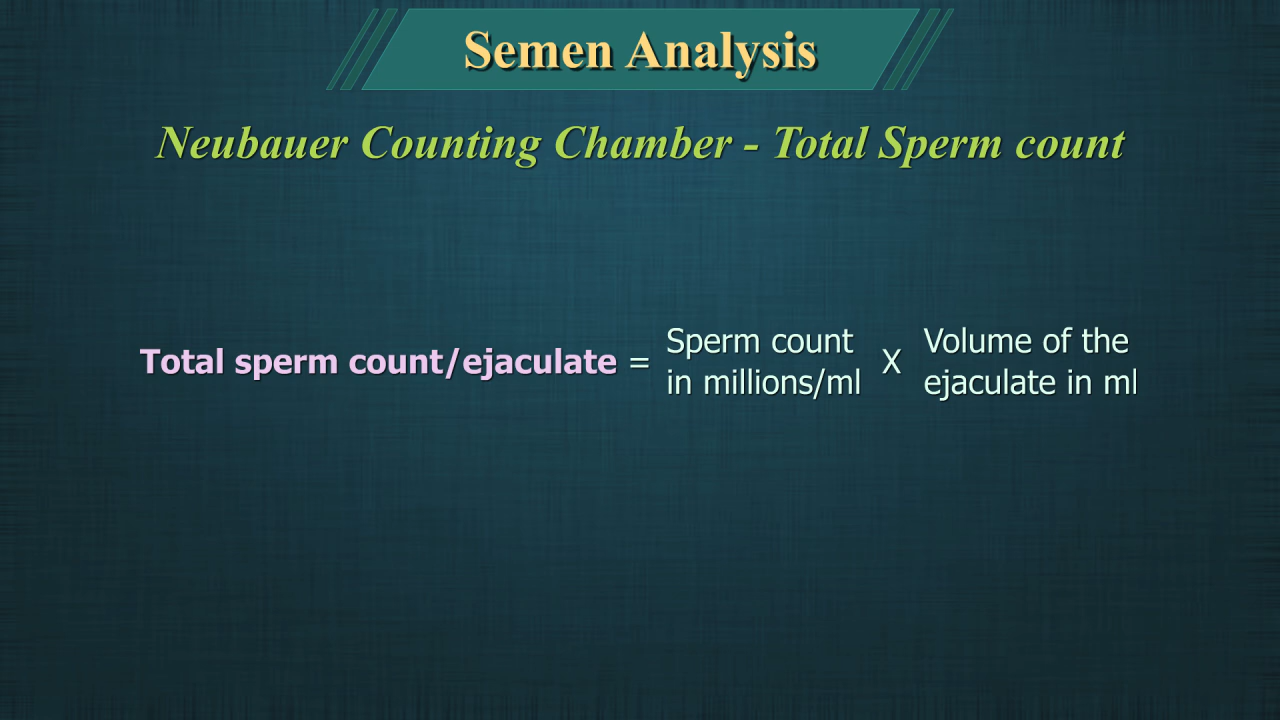 Semen Analysis
Neubauer Counting Chamber - Total Sperm count
Total sperm count/ejaculate = Sperm count in millions/ml X Volume of the ejaculate in ml